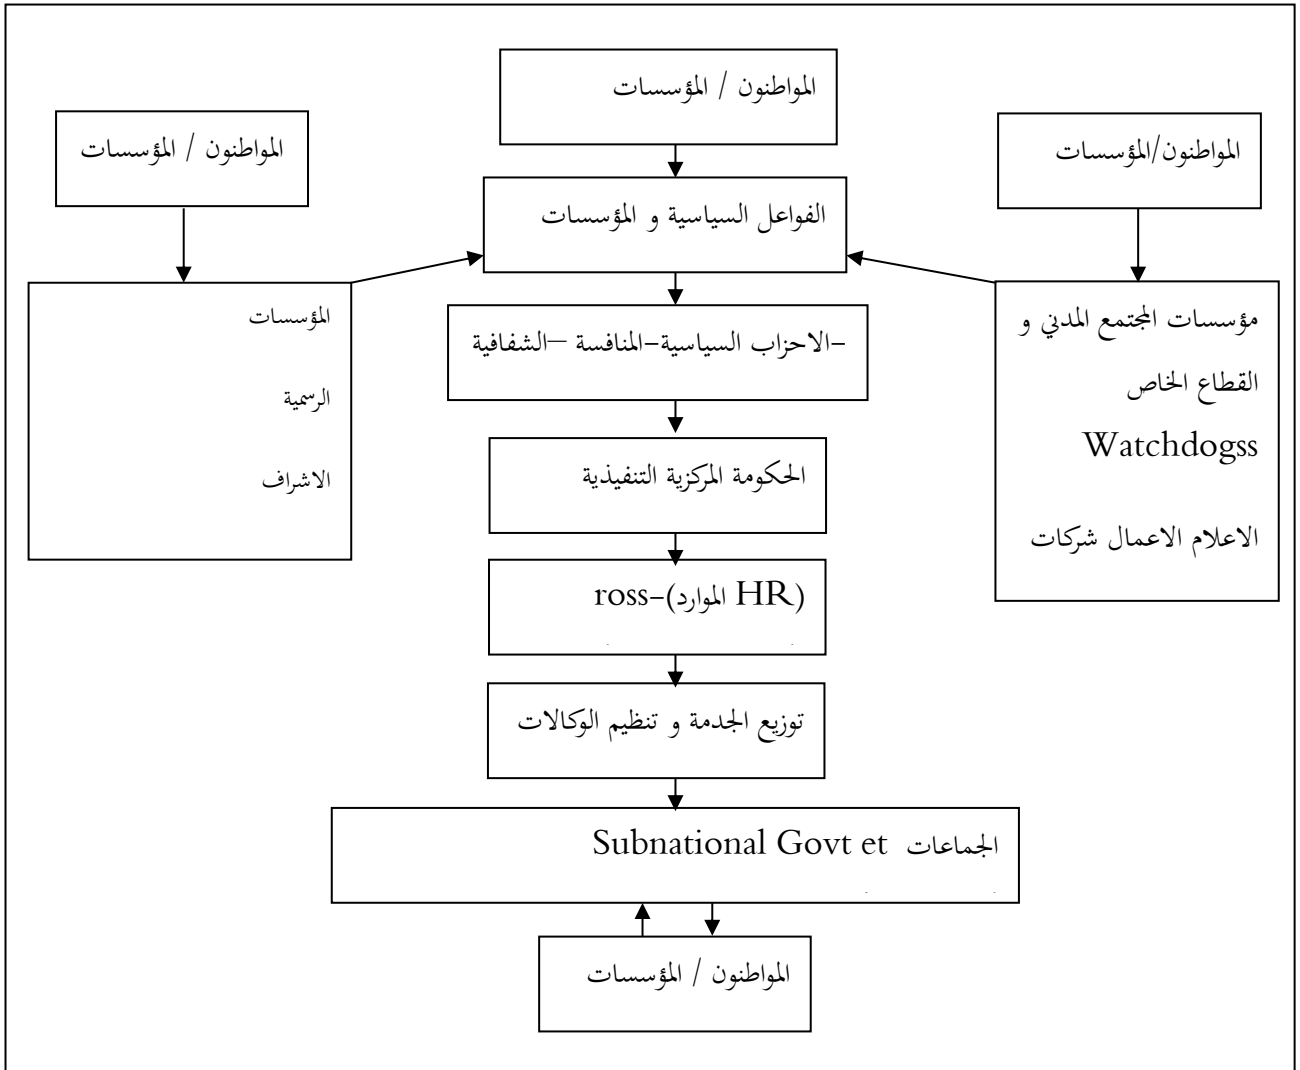 المواطنون / المؤسسات
المواطنون / المؤسسات
المواطنون/المؤسسات
الفواعل السياسية و المؤسسات
المؤسسات
الرسمية
الاشراف
مؤسسات المجتمع المدني و
القطاع الخاص
Watchdogss
الاعلام الاعمال شركات
-الاحزاب السياسية-المنافسة –الشفافية
الحكومة المركزية التنفيذية
(HR الموارد)-ross
توزيع الجدمة و تنظيم الوكالات
الجماعات Subnational Govt et
المواطنون / المؤسسات